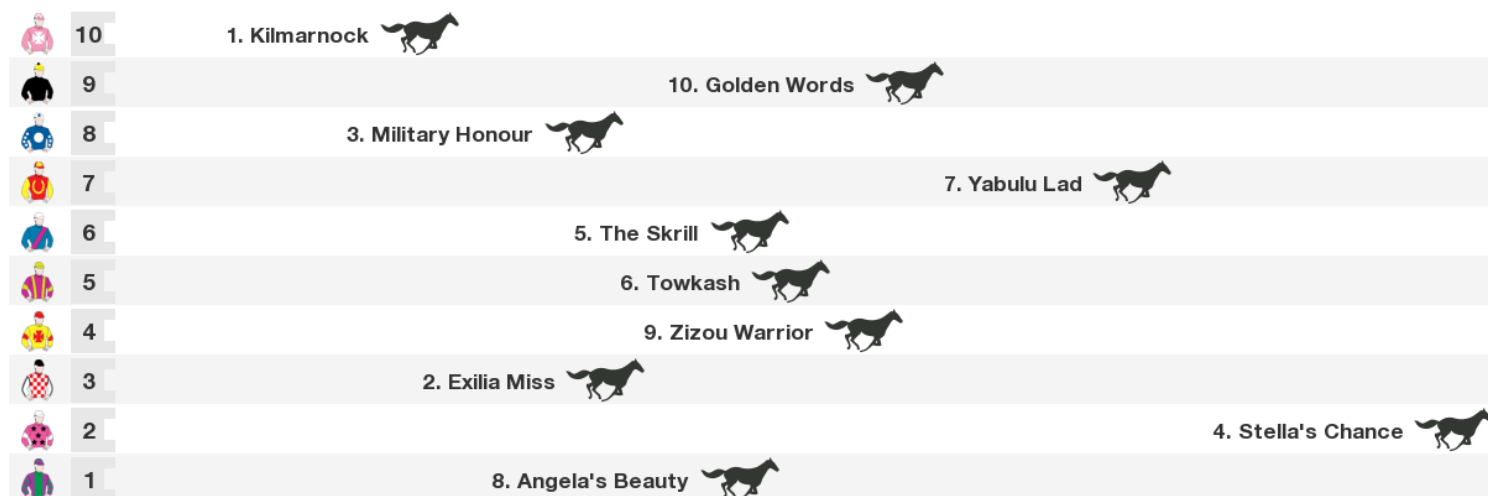 10 1. Kilmarnock
9 10. Golden Words
8 3. Military Honour
7 7. Yabulu Lad
6 5. The Skrill
5 6. Towkash
4 9. Zizou Warrior
3 2. Exilia Miss
2 4. Stella's Chance
1 8. Angela's Beauty